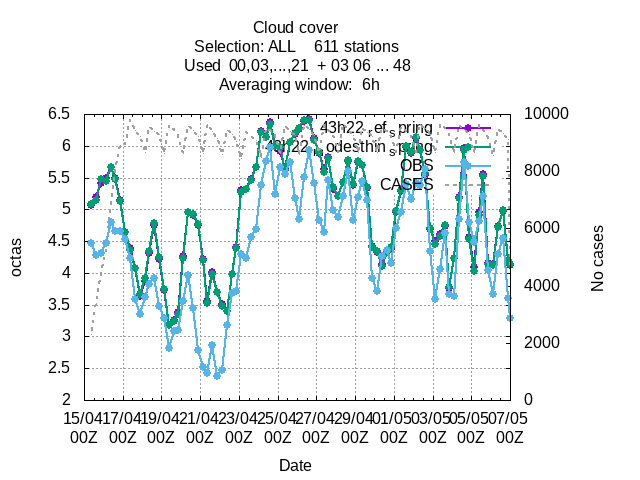 Cloud cover
Selection: ALL 611 stations
Used 00,03,...,21 + 03 06 ... 48
Averaging window: 6h
6.5
6
5.5
5
4.5
4
3.5
3
2.5
2
octas
10000
8000
6000
4000
2000
0
No cases
43h22_ref_spring
OBS
CASES
15/04 17/04 19/04 21/04 23/04 25/04 27/04 29/04 01/05 03/05 05/05 07/05
00Z 00Z 00Z 00Z 00Z 00Z 00Z 00Z 00Z 00Z 00Z 00Z
Date